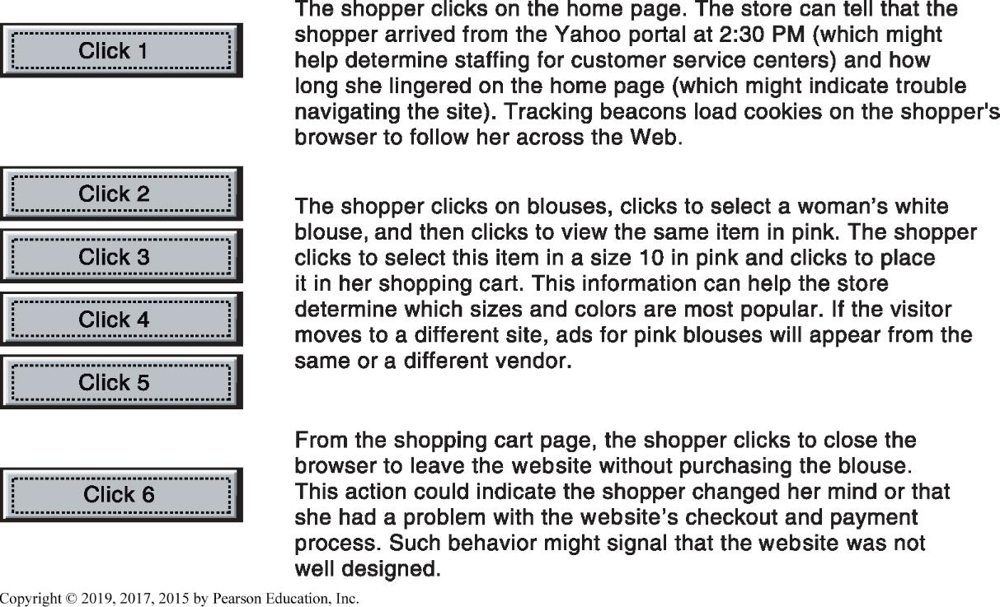 The shopper clicks on the home page. The store can tell that the
Click 1
shopper arrived from the Yahoo portal at 2:30 PM (which might
help determine staffing for customer service centers) and how
long she lingered on the home page (which might indicate trouble
navigating the site). Tracking beacons load cookies on the shopper's
browser to follow her across the Web.
Click 2
The shopper clicks on blouses, clicks to select a woman’s white
blouse, and then clicks to view the same item in pink. The shopper
Click 3
clicks to select this item in a size 10 in pink and clicks to place
it in her shopping cart. This information can help the store
Click 4
determine which sizes and colors are most popular. If the visitor
moves to a different site, ads for pink blouses will appear from the
same or a different vendor.
Click 5
From the shopping cart page, the shopper clicks to close the
browser to leave the website without purchasing the blouse.
Click 6
This action could indicate the shopper changed her mind or that
she had a problem with the website’s checkout and payment
process. Such behavior might signal that the website was not
well designed.
Copyright © 2019, 2017, 2015 by Pearson Education, Inc.